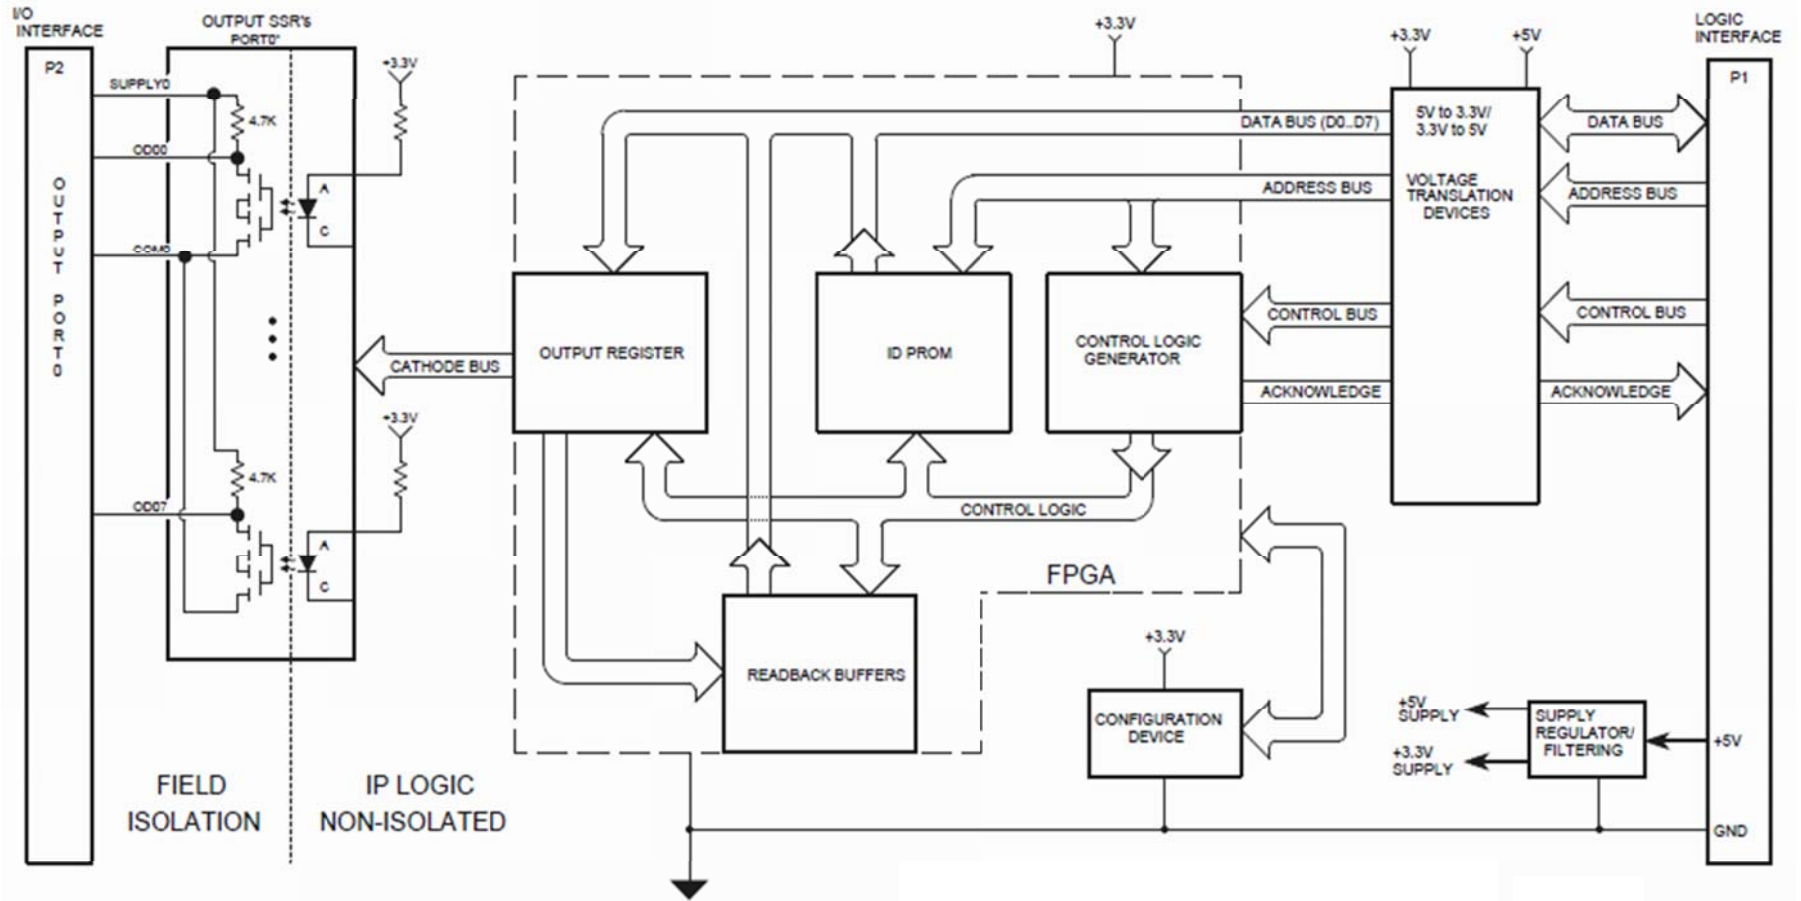 I/O
INTERFACE
P2
OUTPUT PORT0
OUTPUT SSR's
PORT0*
SUPPLY0
4.7K
OD00
A
C
COM0
+3.3V
+3.3V
4.7K
OD07
A
C
CATHODE BUS
FIELD
ISOLATION
IP LOGIC
NON-ISOLATED
+3.3V
DATA BUS (D0..D7)
ADDRESS BUS
OUTPUT REGISTER
ID PROM
CONTROL LOGIC
GENERATOR
CONTROL BUS
ACKNOWLEDGE
CONTROL LOGIC
FPGA
READBACK BUFFERS
+3.3V
CONFIGURATION
DEVICE
+3.3V
+5V
5V to 3.3V/
3.3V to 5V
VOLTAGE
TRANSLATION
DEVICES
DATA BUS
ADDRESS BUS
CONTROL BUS
ACKNOWLEDGE
+5V
SUPPLY
+3.3V
SUPPLY
SUPPLY
REGULATOR/
FILTERING
LOGIC
INTERFACE
P1
+5V
GND